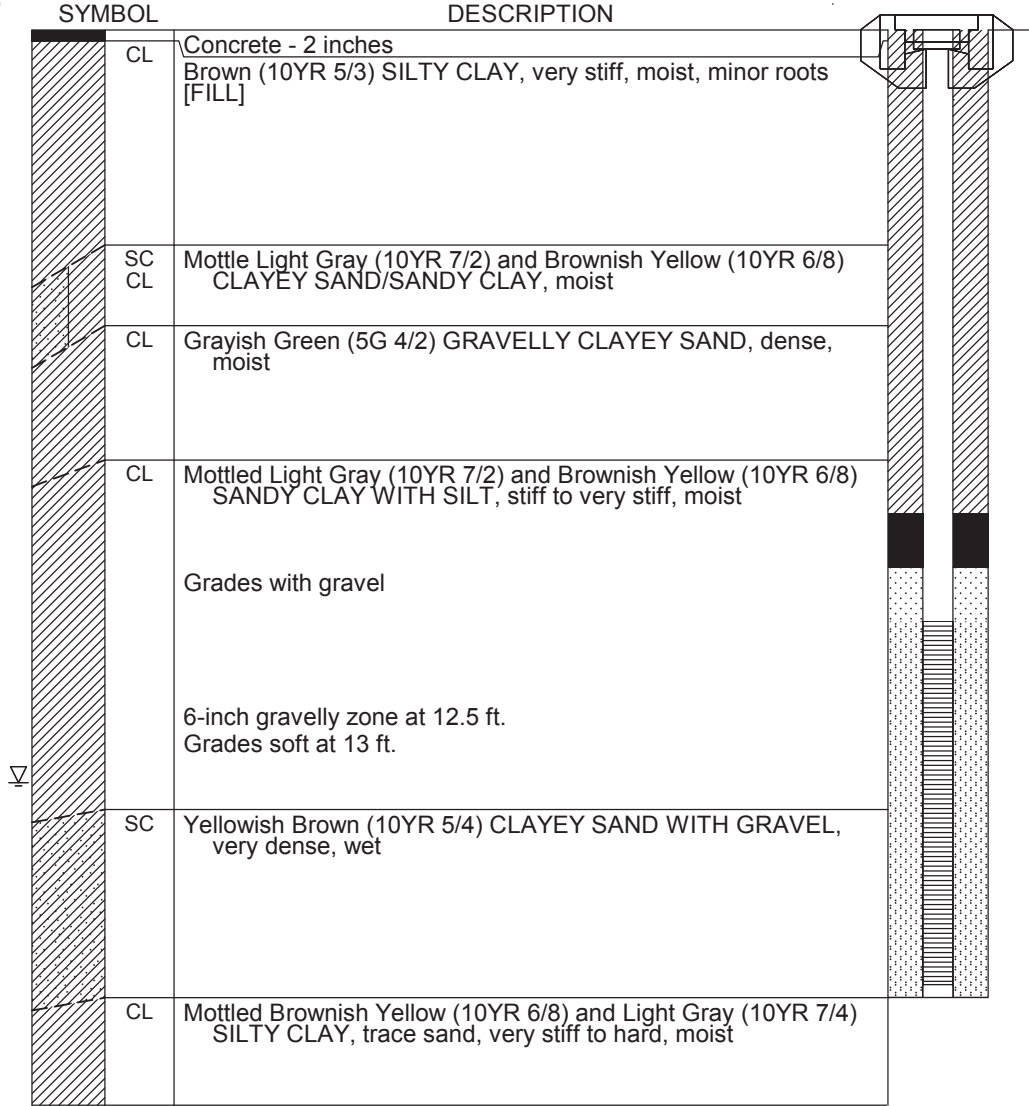 SYMBOL DESCRIPTION
Concrete - 2 inches
CL
Brown (10YR 5/3) SILTY CLAY, very stiff, moist, minor roots
[FILL]
SC Mottle Light Gray (10YR 7/2) and Brownish Yellow (10YR 6/8)
CL CLAYEY SAND/SANDY CLAY, moist
CL Grayish Green (5G 4/2) GRAVELLY CLAYEY SAND, dense,
moist
CL Mottled Light Gray (10YR 7/2) and Brownish Yellow (10YR 6/8)
SANDY CLAY WITH SILT, stiff to very stiff, moist
Grades with gravel
6-inch gravelly zone at 12.5 ft.
Grades soft at 13 ft.
SC Yellowish Brown (10YR 5/4) CLAYEY SAND WITH GRAVEL,
very dense, wet
CL Mottled Brownish Yellow (10YR 6/8) and Light Gray (10YR 7/4)
SILTY CLAY, trace sand, very stiff to hard, moist